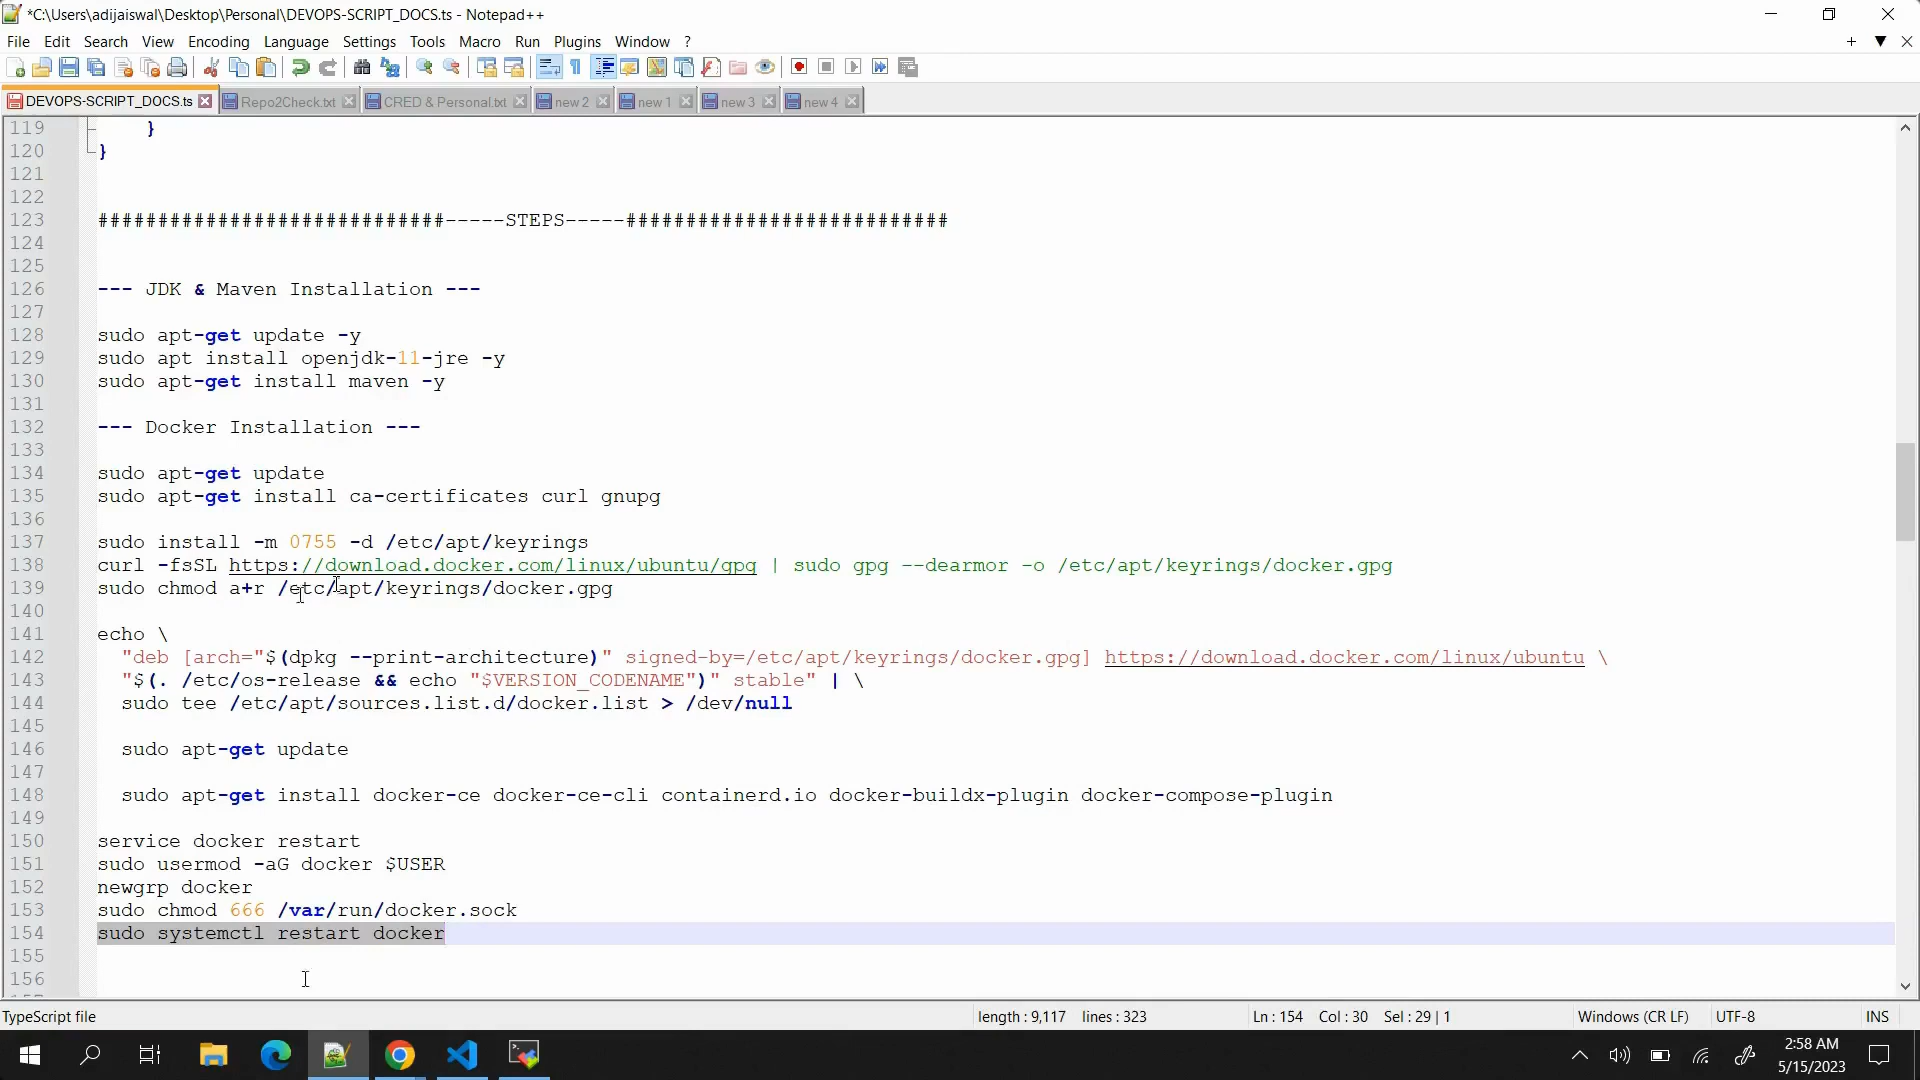 *C:\Users\adijaiswal\Desktop\Personal\DEVOPS-SCRIPT_DOCS.ts - Notepad++
File Edit Search View Encoding Language Settings Tools Macro Run Plugins Window ?
DEVOPS-SCRIPT_DOCS.ts Repo2Check.txt CRED & Personal.txt new 2 new 1 new 3 new 4
119 }
120 }
121
122
123 #############################-----STEPS-----###########################
124
125
126 --- JDK & Maven Installation ---
127
128 sudo apt-get update -y
129 sudo apt install openjdk-11-jre -y
130 sudo apt-get install maven -y
131
132 --- Docker Installation ---
133
134 sudo apt-get update
135 sudo apt-get install ca-certificates curl gnupg
136
137 sudo install -m 0755 -d /etc/apt/keyrings
138 curl -fsSL https://download.docker.com/linux/ubuntu/gpg | sudo gpg --dearmor -o /etc/apt/keyrings/docker.gpg
139 sudo chmod a+r /etc/apt/keyrings/docker.gpg
140
141 echo \
142 "deb [arch="$(dpkg --print-architecture)" signed-by=/etc/apt/keyrings/docker.gpg] https://download.docker.com/linux/ubuntu \
143 "$(. /etc/os-release && echo "$VERSION_CODENAME")" stable" | \
144 sudo tee /etc/apt/sources.list.d/docker.list > /dev/null
145
146 sudo apt-get update
147
148 sudo apt-get install docker-ce docker-ce-cli containerd.io docker-buildx-plugin docker-compose-plugin
149
150 service docker restart
151 sudo usermod -aG docker $USER
152 newgrp docker
153 sudo chmod 666 /var/run/docker.sock
154 sudo systemctl restart docker
155
156
TypeScript file length : 9,117 lines : 323 Ln : 154 Col : 30 Sel : 29 | 1 Windows (CR LF) UTF-8 INS
2:58 AM
5/15/2023